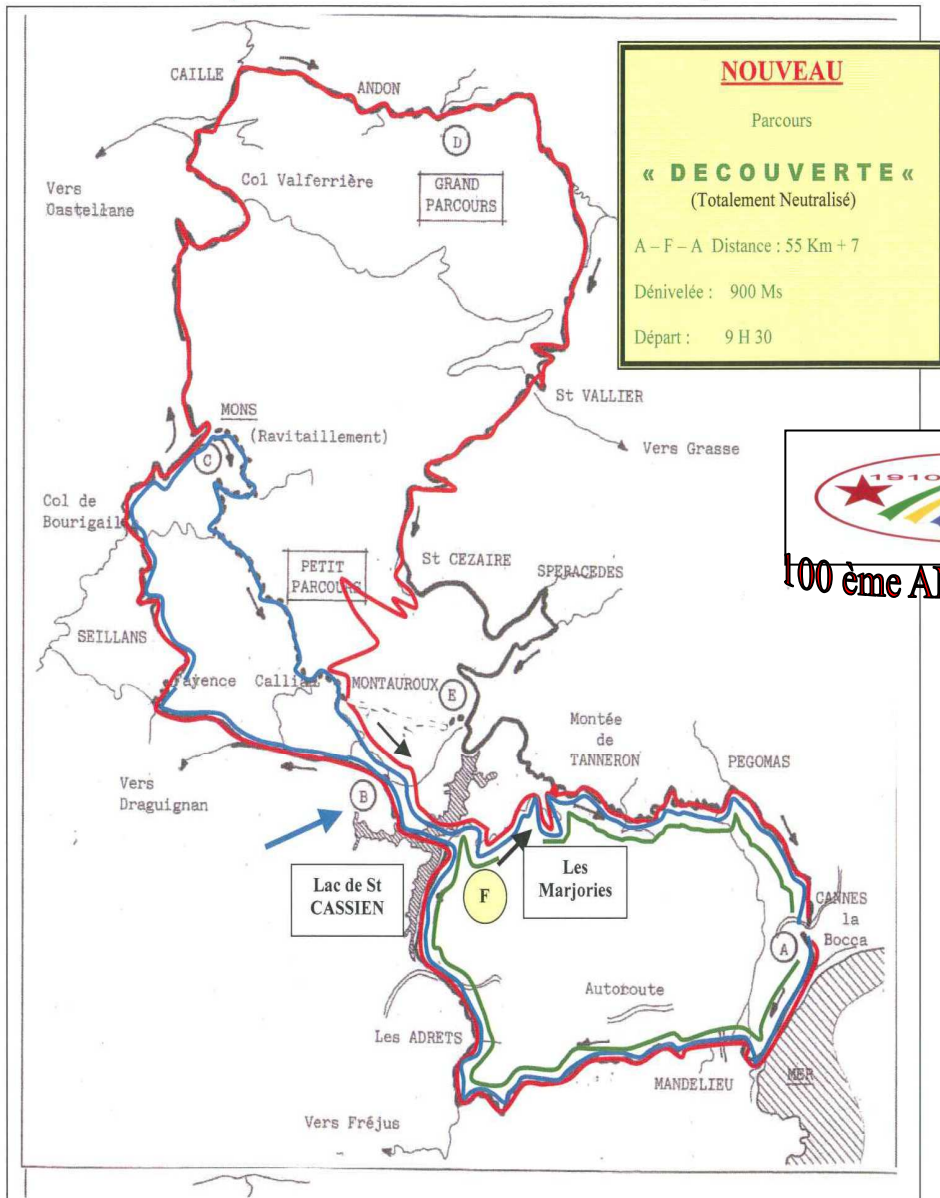 CAILLE
ANDON
D
Vers
Castellane
Col Valferrière
GRAND
PARCOURS
NOUVEAU
Parcours
« DECOUVERTE «
(Totalement Neutralisé)
A – F – A Distance : 55 Km + 7
Dénivelée : 900 Ms
Départ : 9 H 30
St VALLIER
Vers Grasse
MONS
(Ravitaillement)
C
Col de
Bourigail
1910
100 ème
PETIT
PARCOURS
St CEZAIRE
SPERACEDES
SEILLANS
Fayence
Callian
MONTAUROUX
E
Montée
de
TANNERON
PEGOMAS
Vers
Draguignan
B
Lac de St
CASSIEN
F
Les
Marjories
CANNES
la
Bocca
A
Autoroute
Les ADRETS
MANDELIEU
MER
Vers Fréjus